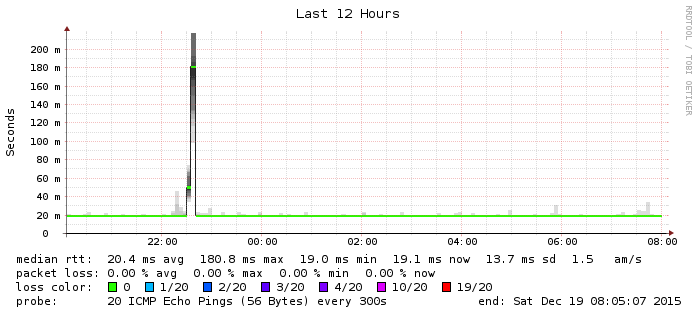 Last 12 Hours
RRDTOOL / TOBI OETIKER
Seconds
200 m
180 m
160 m
140 m
120 m
100 m
80 m
60 m
40 m
20 m
0
22:00 00:00 02:00 04:00 06:00 08:00
median rtt: 20.4 ms avg 180.8 ms max 19.0 ms min 19.1 ms now 13.7 ms sd 1.5 am/s
packet loss: 0.00 % avg 0.00 % max 0.00 % min 0.00 % now
loss color: 0 1/20 2/20 3/20 4/20 10/20 19/20
probe: 20 ICMP Echo Pings (56 Bytes) every 300s end: Sat Dec 19 08:05:07 2015